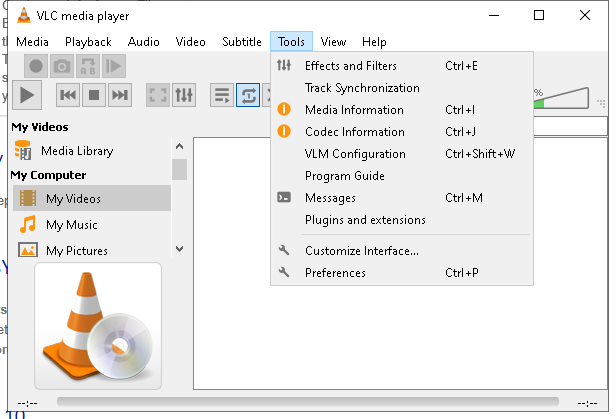 VLC media player
Media Playback Audio Video Subtitle Tools View Help
Effects and Filters Ctrl+E
Track Synchronization
Media Information Ctrl+I
Codec Information Ctrl+J
VLM Configuration Ctrl+Shift+W
Program Guide
Messages Ctrl+M
Plugins and extensions
Customize Interface...
Preferences Ctrl+P
%
My Videos
Media Library
My Computer
My Videos
My Music
My Pictures
--:-- --:--
10